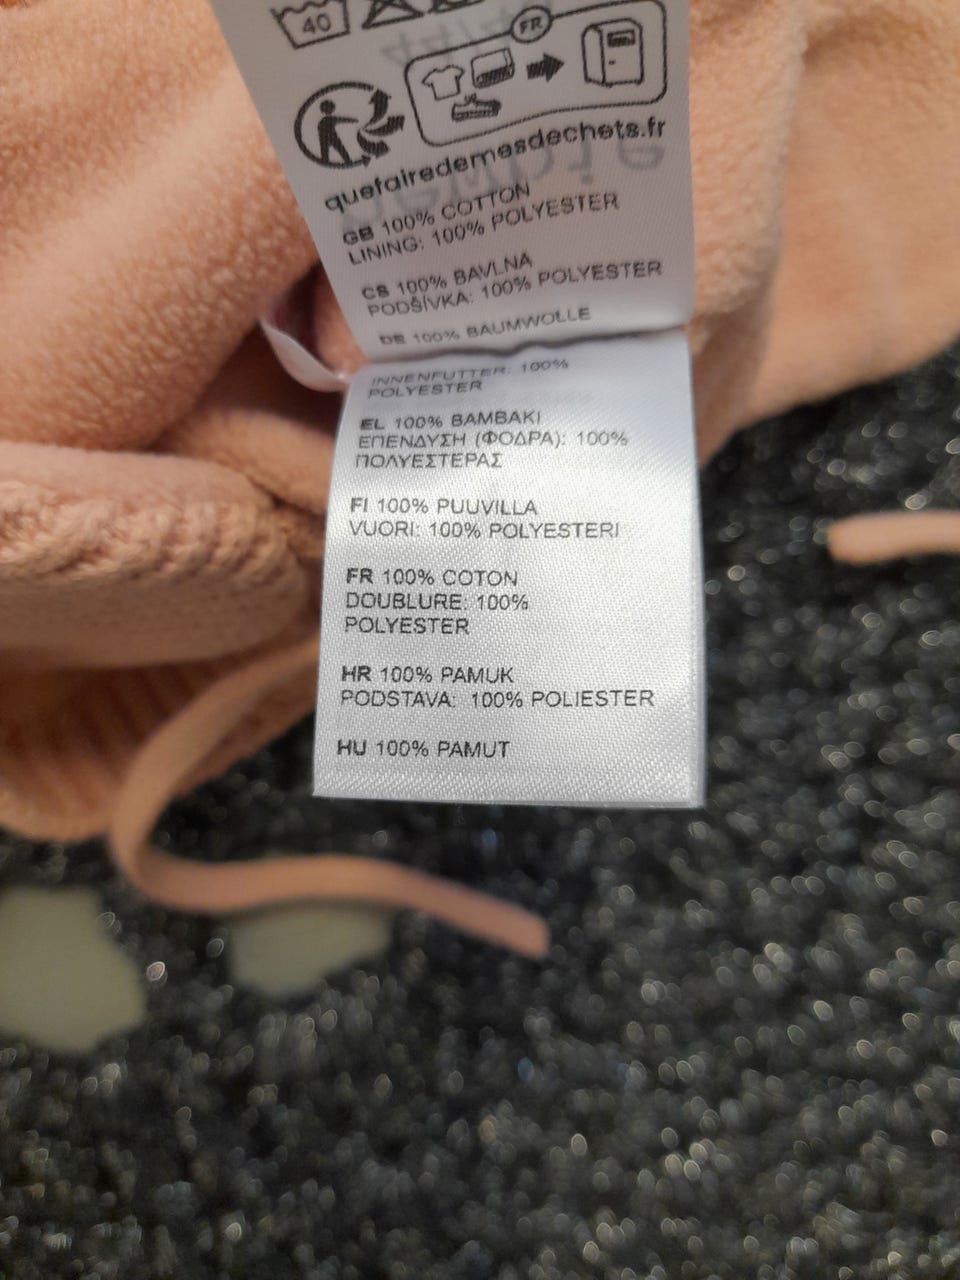 40
FR
quefairedemesdechets.fr
GB 100% COTTON
LINING: 100% POLYESTER
CS 100% BAVLNA
PODŠÍVKA: 100% POLYESTER
DE 100% BAUMWOLLE
INNENFUTTER: 100%
POLYESTER
EL 100% ΒΑΜΒΑΚΙ
ΕΠΕΝΔΥΣΗ (ΦΟΔΡΑ): 100%
ΠΟΛΥΕΣΤΕΡΑΣ
FI 100% PUUVILLA
VUORI: 100% POLYESTERI
FR 100% COTON
DOUBLURE: 100%
POLYESTER
HR 100% PAMUK
PODSTAVA: 100% POLIESTER
HU 100% PAMUT